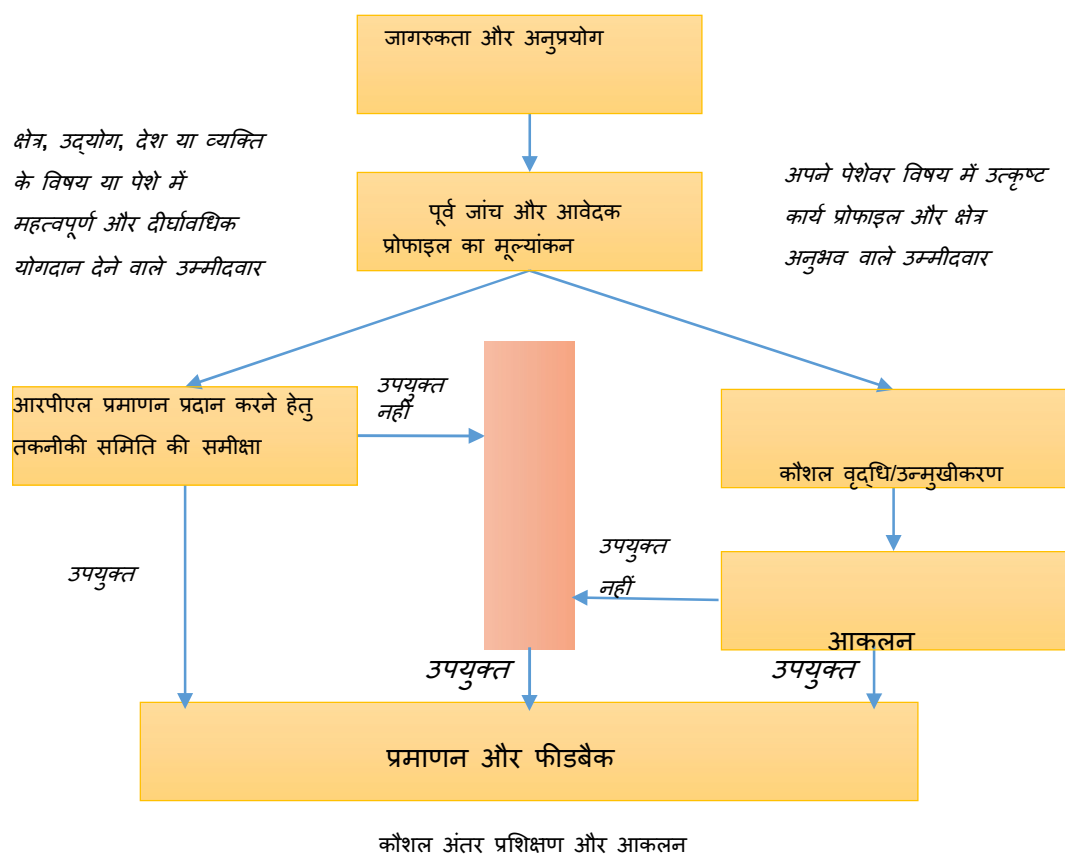 जागरुकता और अनुप्रयोग
क्षेत्र, उद्योग, देश या व्यक्ति
के विषय या पेशे में
महत्वपूर्ण और दीर्घावधिक
योगदान देने वाले उम्मीदवार
पूर्व जांच और आवेदक
प्रोफाइल का मूल्यांकन
अपने पेशेवर विषय में उत्कृष्ट
कार्य प्रोफाइल और क्षेत्र
अनुभव वाले उम्मीदवार
आरपीएल प्रमाणन प्रदान करने हेतु
तकनीकी समिति की समीक्षा
उपयुक्त
नहीं
कौशल वृद्धि/उन्मुखीकरण
उपयुक्त
उपयुक्त
नहीं
आकलन
उपयुक्त
उपयुक्त
प्रमाणन और फीडबैक
कौशल अंतर प्रशिक्षण और आकलन